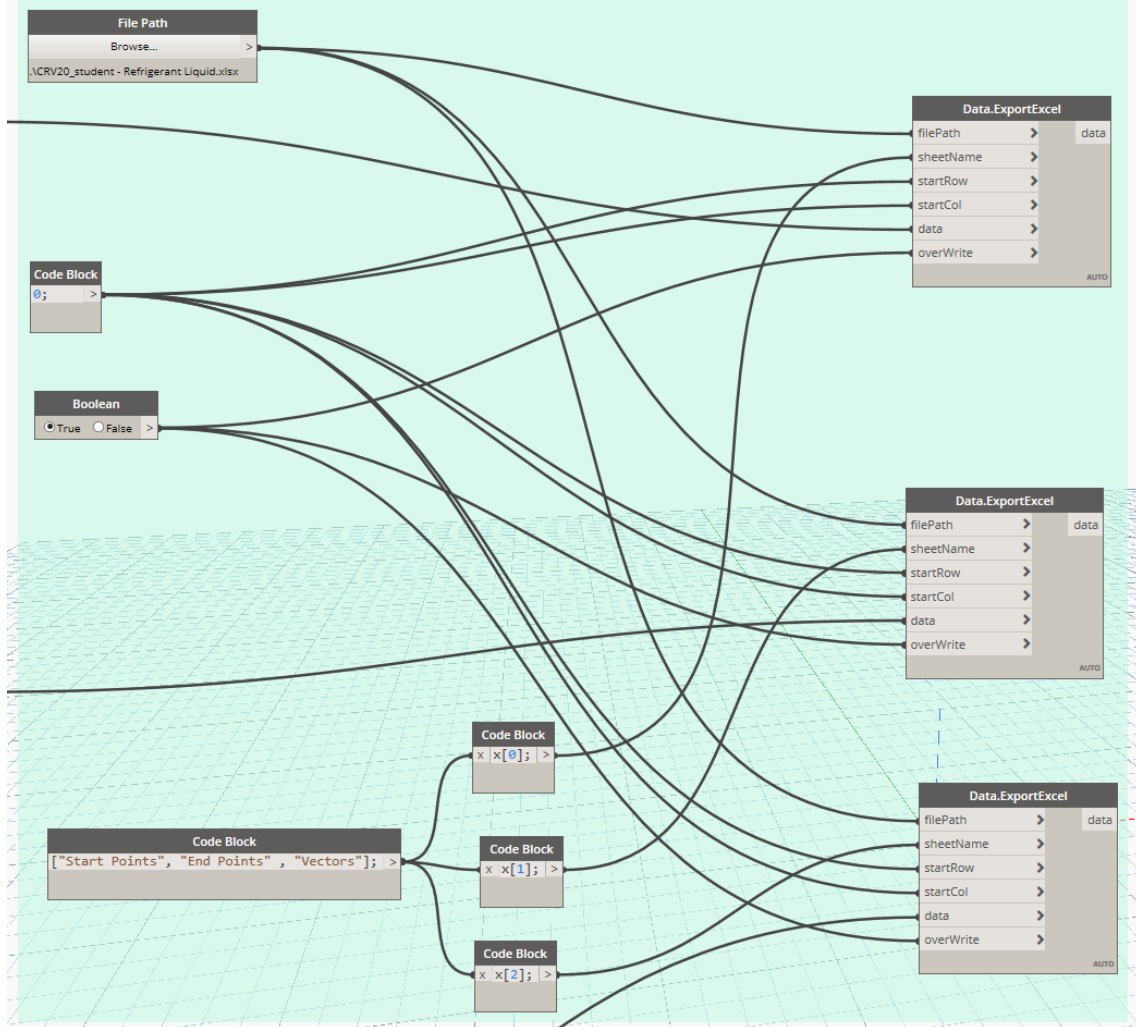 File Path
Browse...
>
.\CRV20_student - Refrigerant Liquid.xlsx
Data.ExportExcel
filePath > data
sheetName >
startRow >
startCol >
data >
overWrite >
AUTO
Code Block
0; >
Boolean
True False >
Data.ExportExcel
filePath > data
sheetName >
startRow >
startCol >
data >
overWrite >
AUTO
Code Block
x x[0]; >
Code Block
["Start Points", "End Points" , "Vectors"]; >
Code Block
x x[1]; >
Code Block
x x[2]; >
Data.ExportExcel
filePath > data
sheetName >
startRow >
startCol >
data >
overWrite >
AUTO